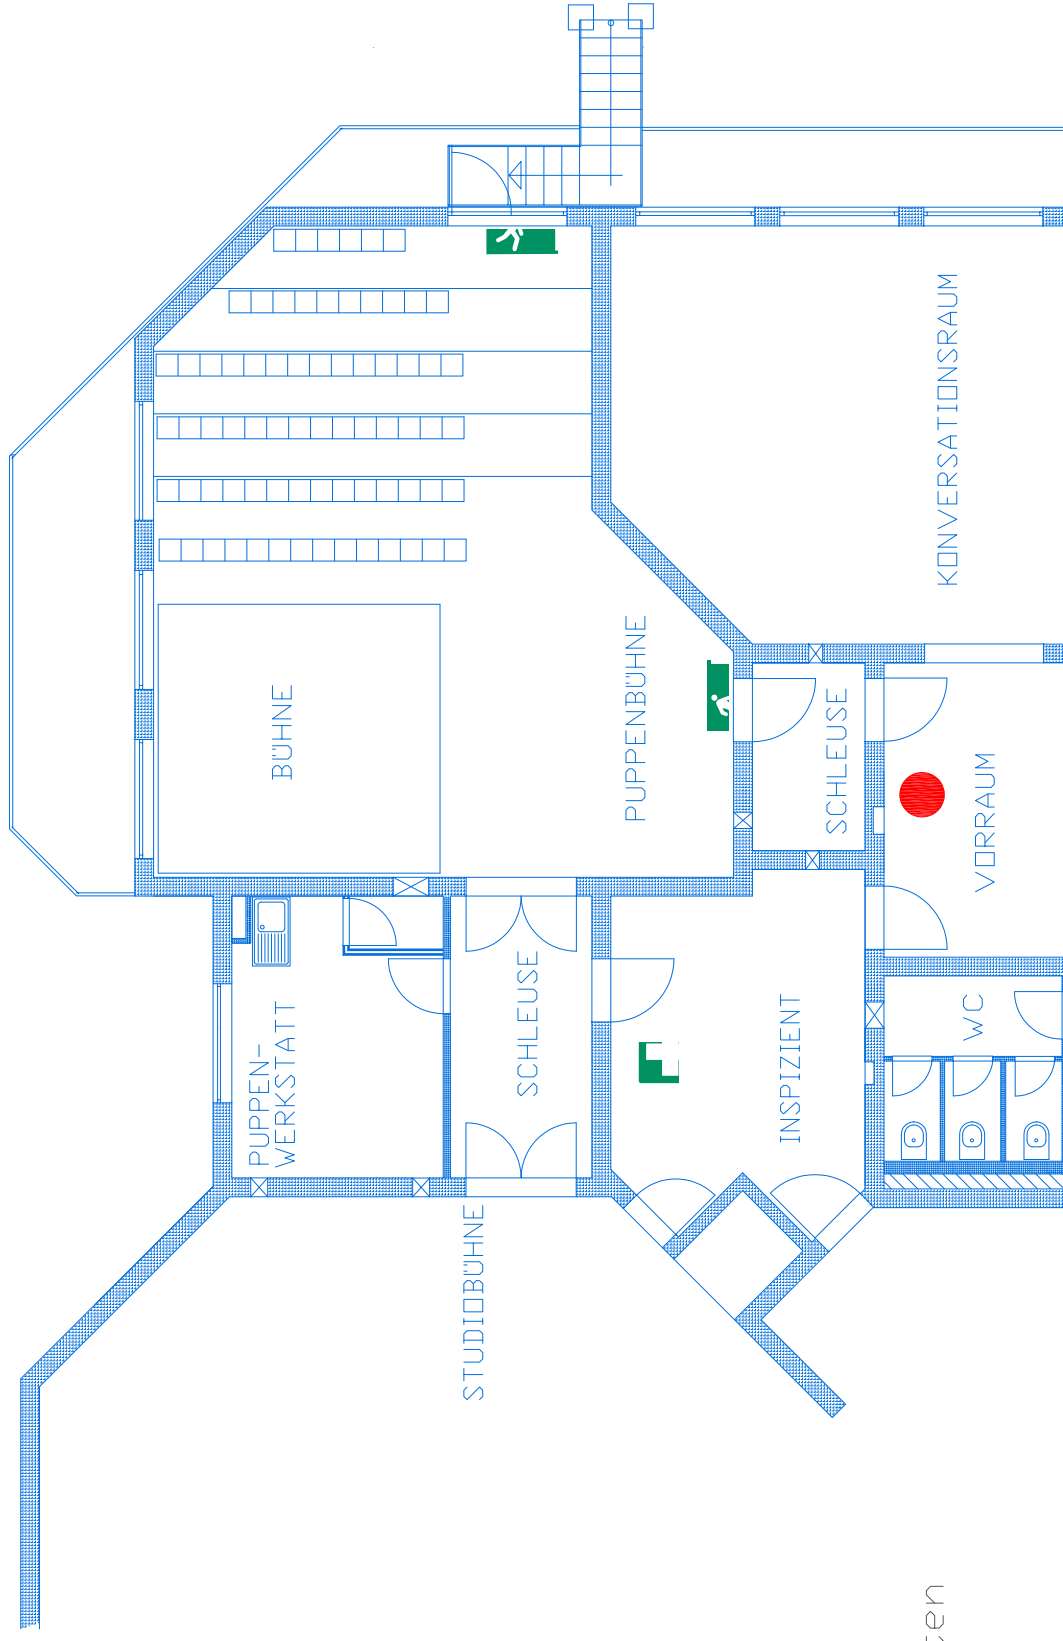 KONVERSATIONSRAUM
BÜHNE
PUPPENBÜHNE
SCHLEUSE
VORRAUM
PUPPEN-
WERKSTATT
SCHLEUSE
INSPIZIENT
WC
STUDIOBÜHNE